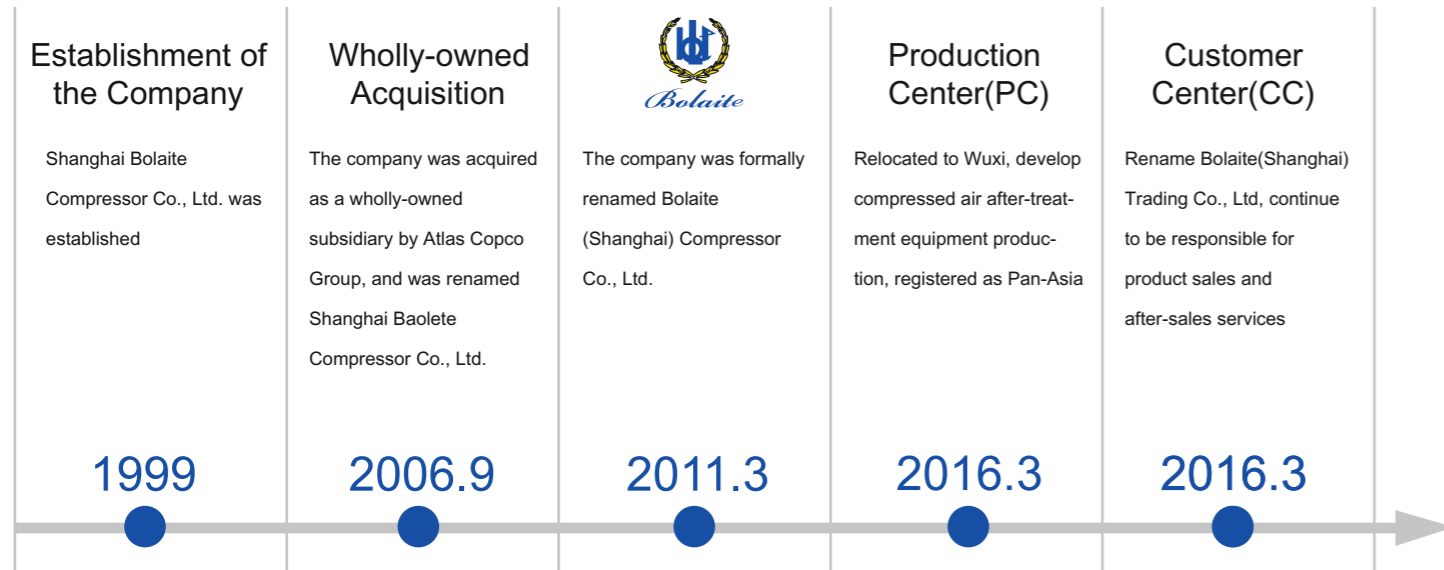 Establishment of
the Company
Shanghai Bolaite
Compressor Co., Ltd. was
established
1999
Wholly-owned
Acquisition
The company was acquired
as a wholly-owned
subsidiary by Atlas Copco
Group, and was renamed
Shanghai Baolete
Compressor Co., Ltd.
2006.9
Bolaite
The company was formally
renamed Bolaite
(Shanghai) Compressor
Co., Ltd.
2011.3
Production
Center(PC)
Relocated to Wuxi, develop
compressed air after-treat-
ment equipment produc-
tion, registered as Pan-Asia
2016.3
Customer
Center(CC)
Rename Bolaite(Shanghai)
Trading Co., Ltd, continue
to be responsible for
product sales and
after-sales services
2016.3